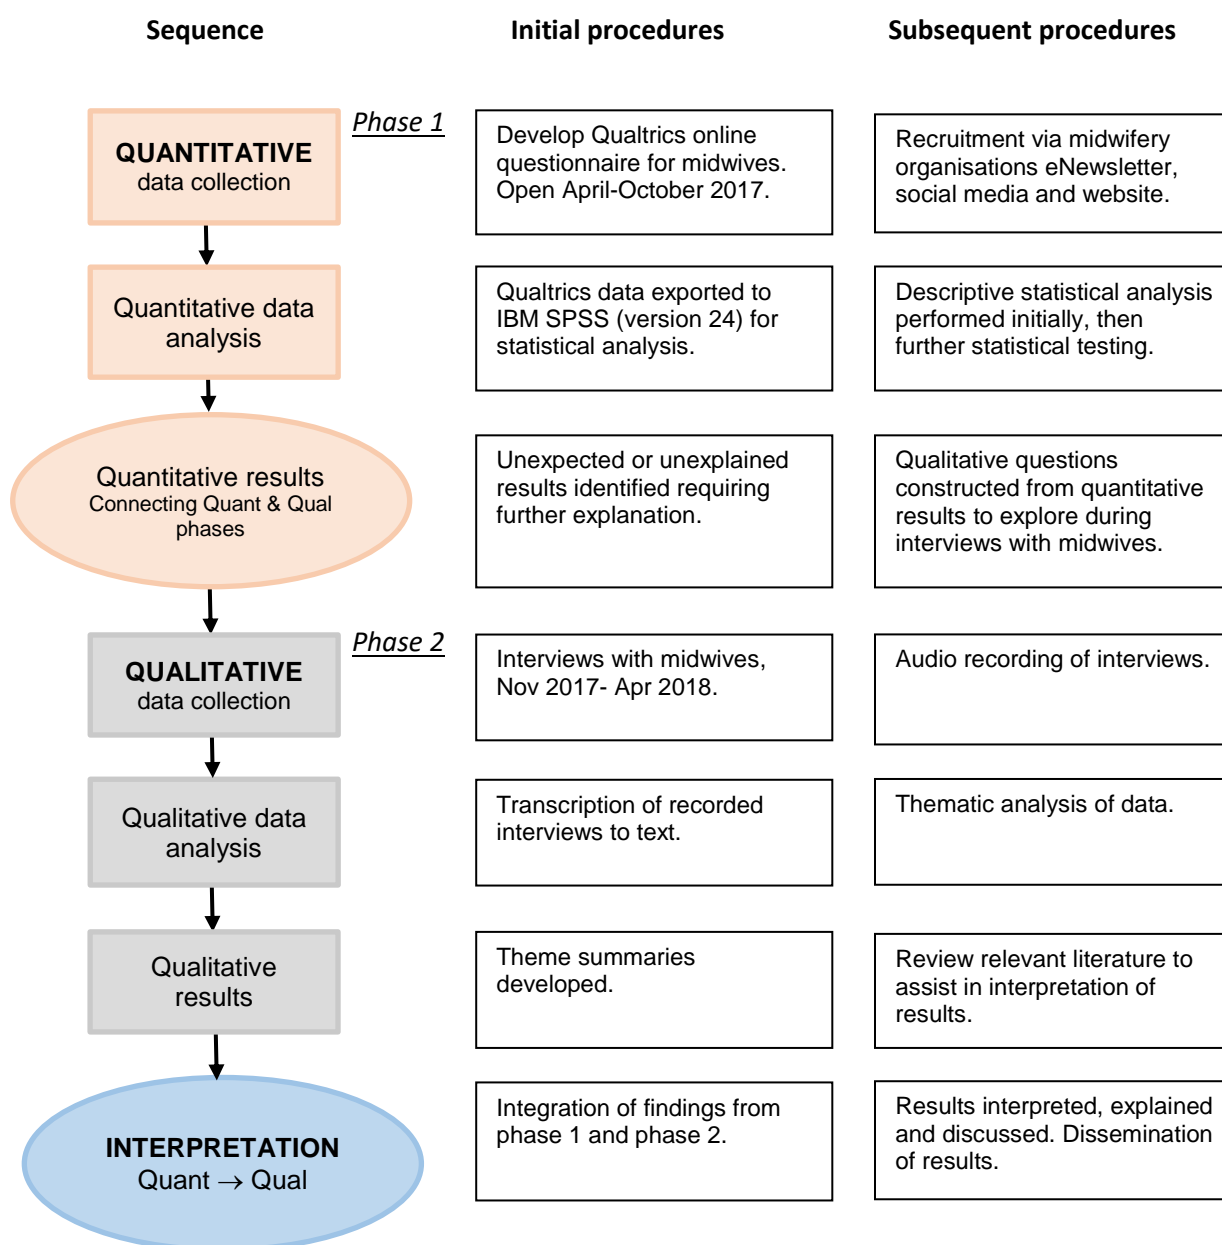 Sequence
Initial procedures
Subsequent procedures
Phase 1
QUANTITATIVE
data collection
Develop Qualtrics online
questionnaire for midwives.
Open April-October 2017.
Recruitment via midwifery
organisations eNewsletter,
social media and website.
Quantitative data
analysis
Qualtrics data exported to
IBM SPSS (version 24) for
statistical analysis.
Descriptive statistical analysis
performed initially, then
further statistical testing.
Quantitative results
Connecting Quant & Qual
phases
Unexpected or unexplained
results identified requiring
further explanation.
Qualitative questions
constructed from quantitative
results to explore during
interviews with midwives.
Phase 2
QUALITATIVE
data collection
Interviews with midwives,
Nov 2017- Apr 2018.
Audio recording of interviews.
Qualitative data
analysis
Transcription of recorded
interviews to text.
Thematic analysis of data.
Qualitative
results
Theme summaries
developed.
Review relevant literature to
assist in interpretation of
results.
INTERPRETATION
Quant → Qual
Integration of findings from
phase 1 and phase 2.
Results interpreted, explained
and discussed. Dissemination
of results.